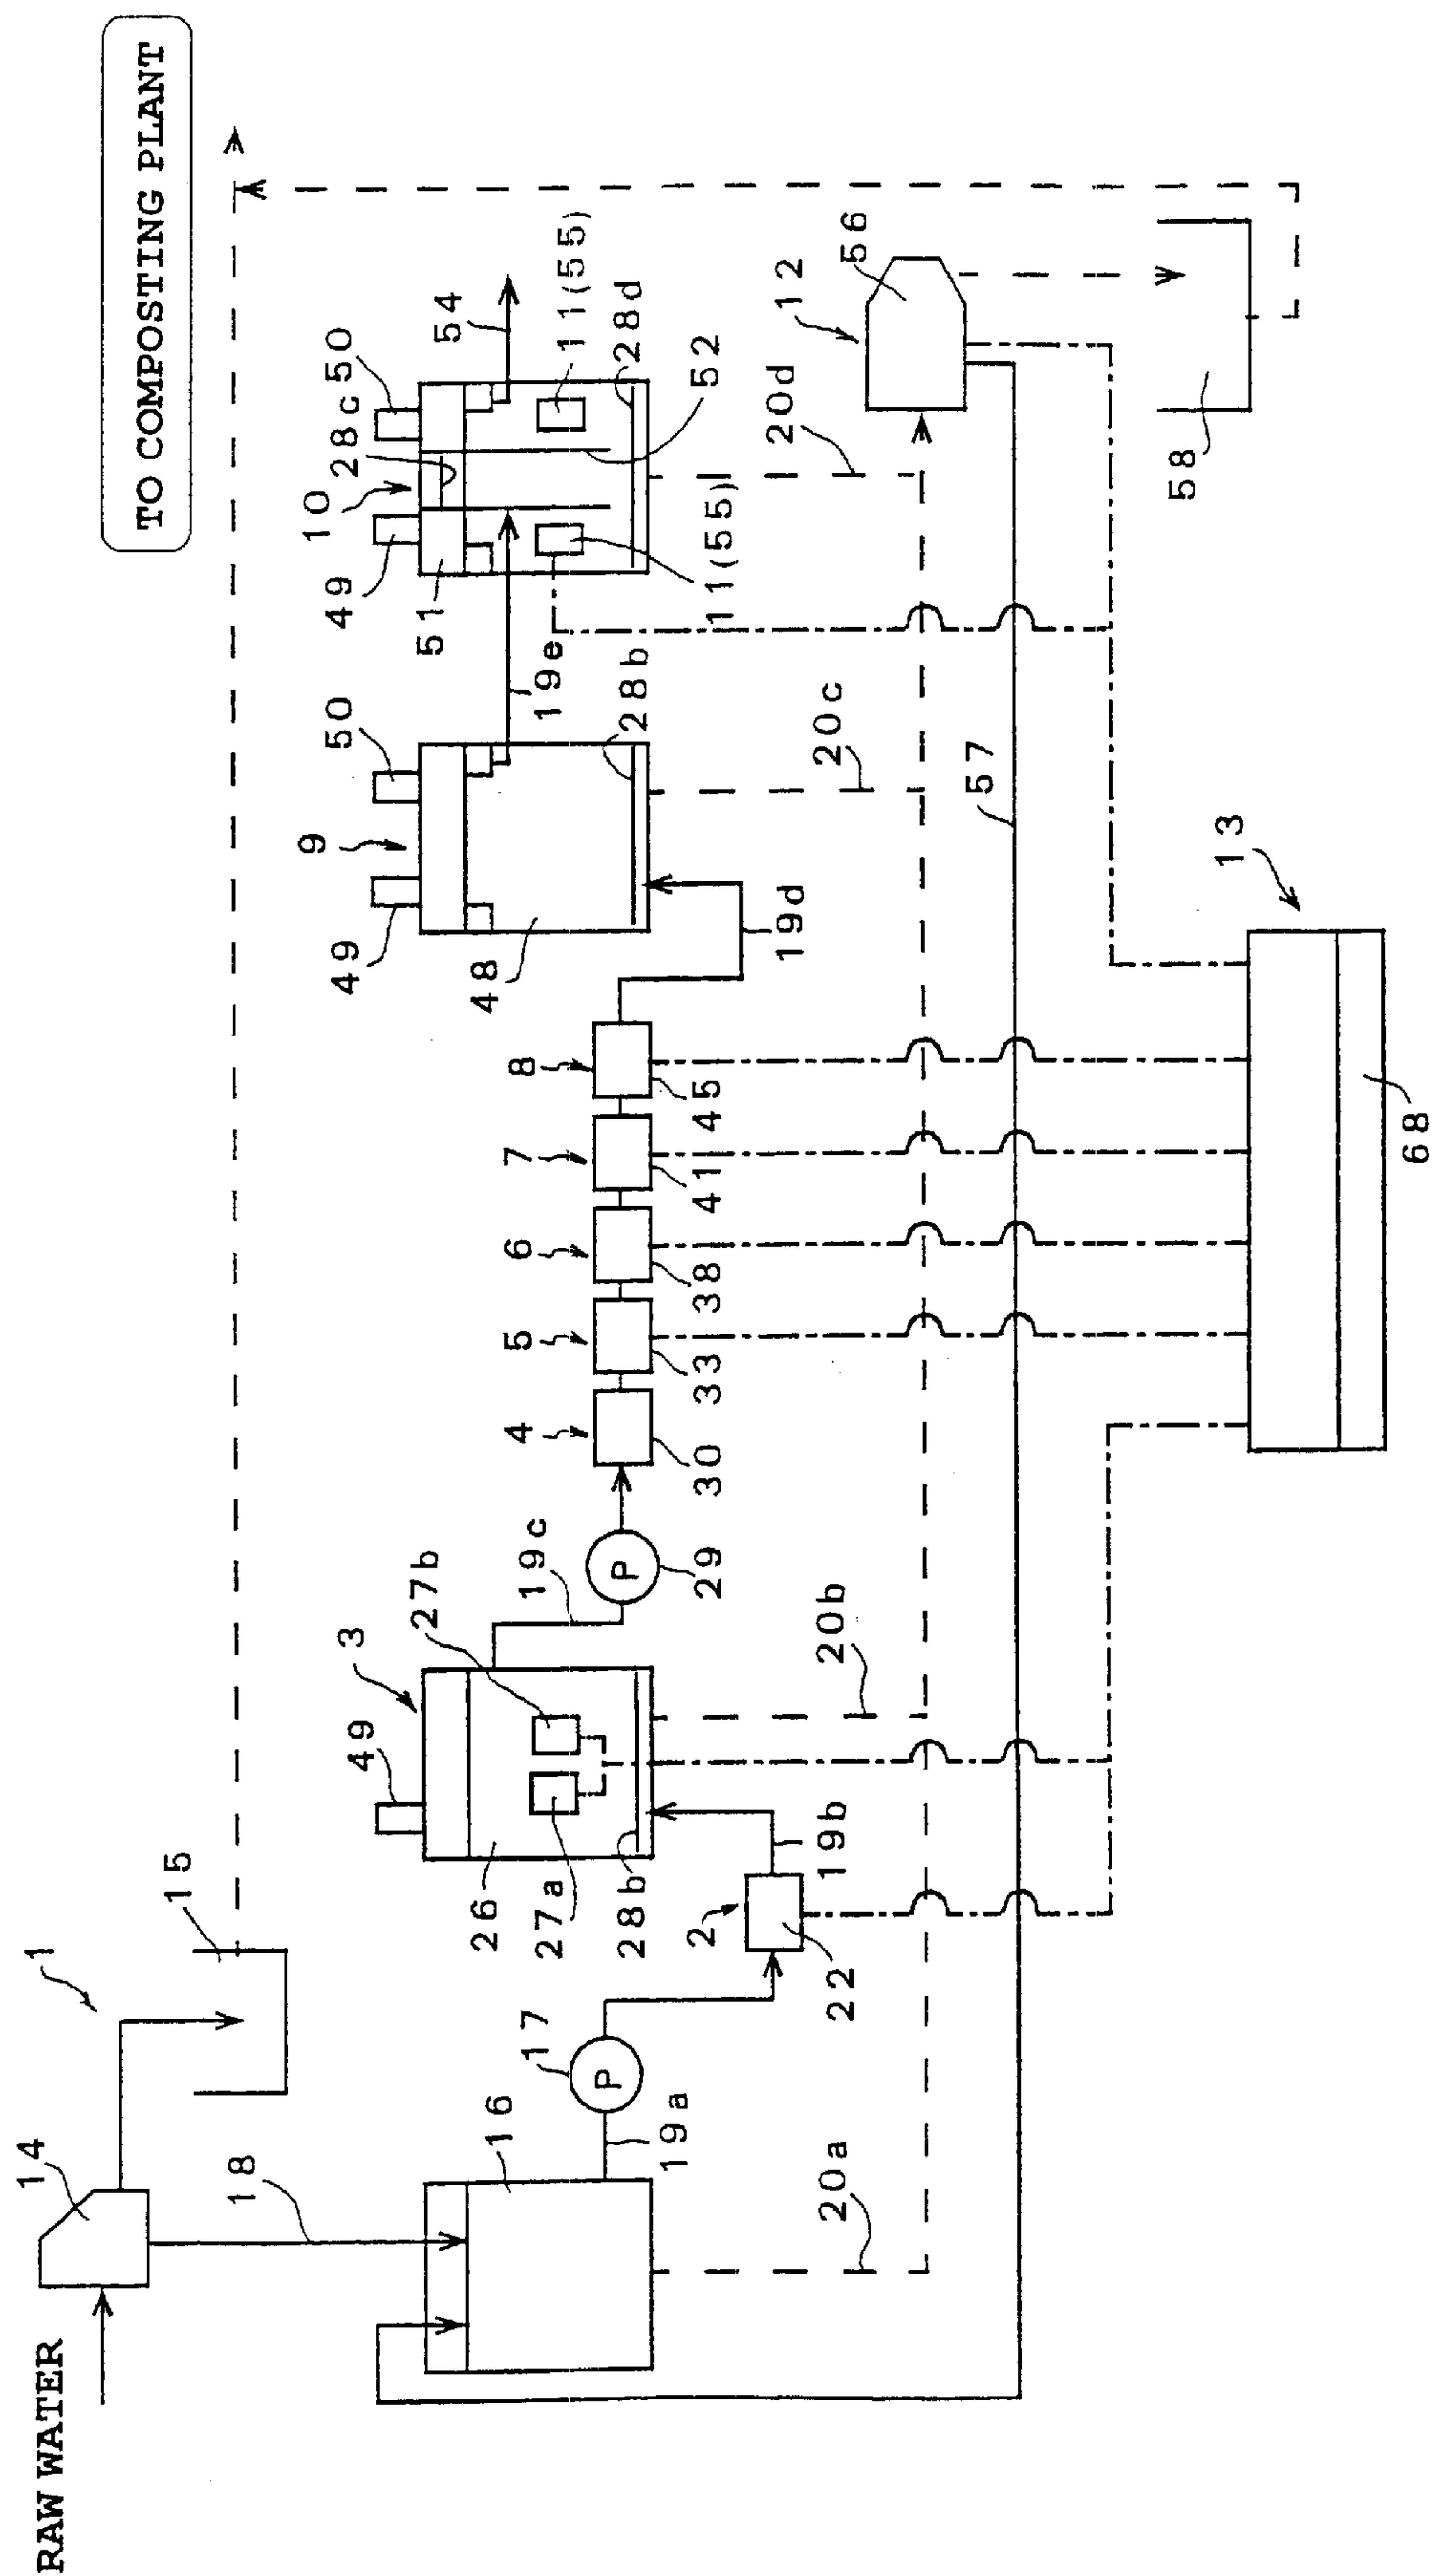 TO COMPOSTING PLANT
RAW WATER
14
1
15
18
16
19a
17
20a
2
22
19b
3
49
26
27a
27b
28b
20b
19c
29
4
30
5
33
6
38
7
41
8
45
19d
9
49
50
48
28b
20c
19e
10
49
50
28c
51
54
11(55)
11(55)
28d
52
20d
12
56
57
58
13
68